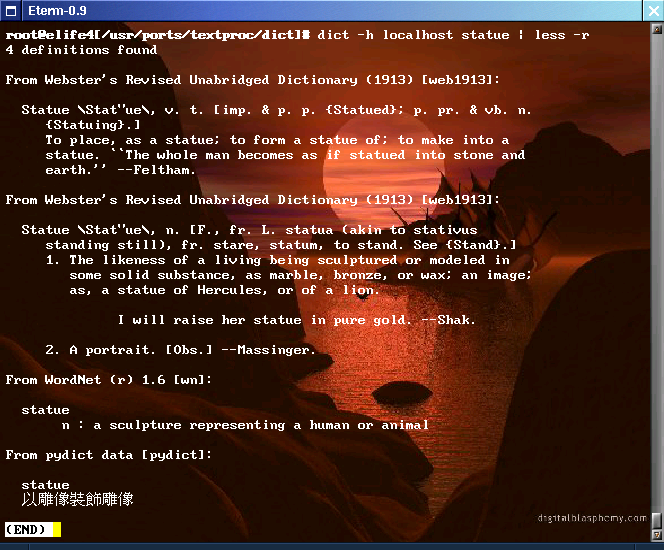 Eterm-0.9
root@elife4[/usr/ports/textproc/dict]# dict -h localhost statue | less -r
4 definitions found
From Webster's Revised Unabridged Dictionary (1913) [web1913]:
Statue \Stat"ue\, v. t. [imp. & p. p. {Statued}; p. pr. & vb. n.
{Statuing}.]
To place, as a statue; to form a statue of; to make into a
statue. ``The whole man becomes as if statued into stone and
earth.'' --Feltham.
From Webster's Revised Unabridged Dictionary (1913) [web1913]:
Statue \Stat"ue\, n. [F., fr. L. statua (akin to stativus
standing still), fr. stare, statum, to stand. See {Stand}.]
1. The likeness of a living being sculptured or modeled in
some solid substance, as marble, bronze, or wax; an image;
as, a statue of Hercules, or of a lion.
I will raise her statue in pure gold. --Shak.
2. A portrait. [Obs.] --Massinger.
From WordNet (r) 1.6 [wn]:
statue
n : a sculpture representing a human or animal
From pydict data [pydict]:
statue
以雕像裝飾雕像
(END)
digitalblasphemy.com